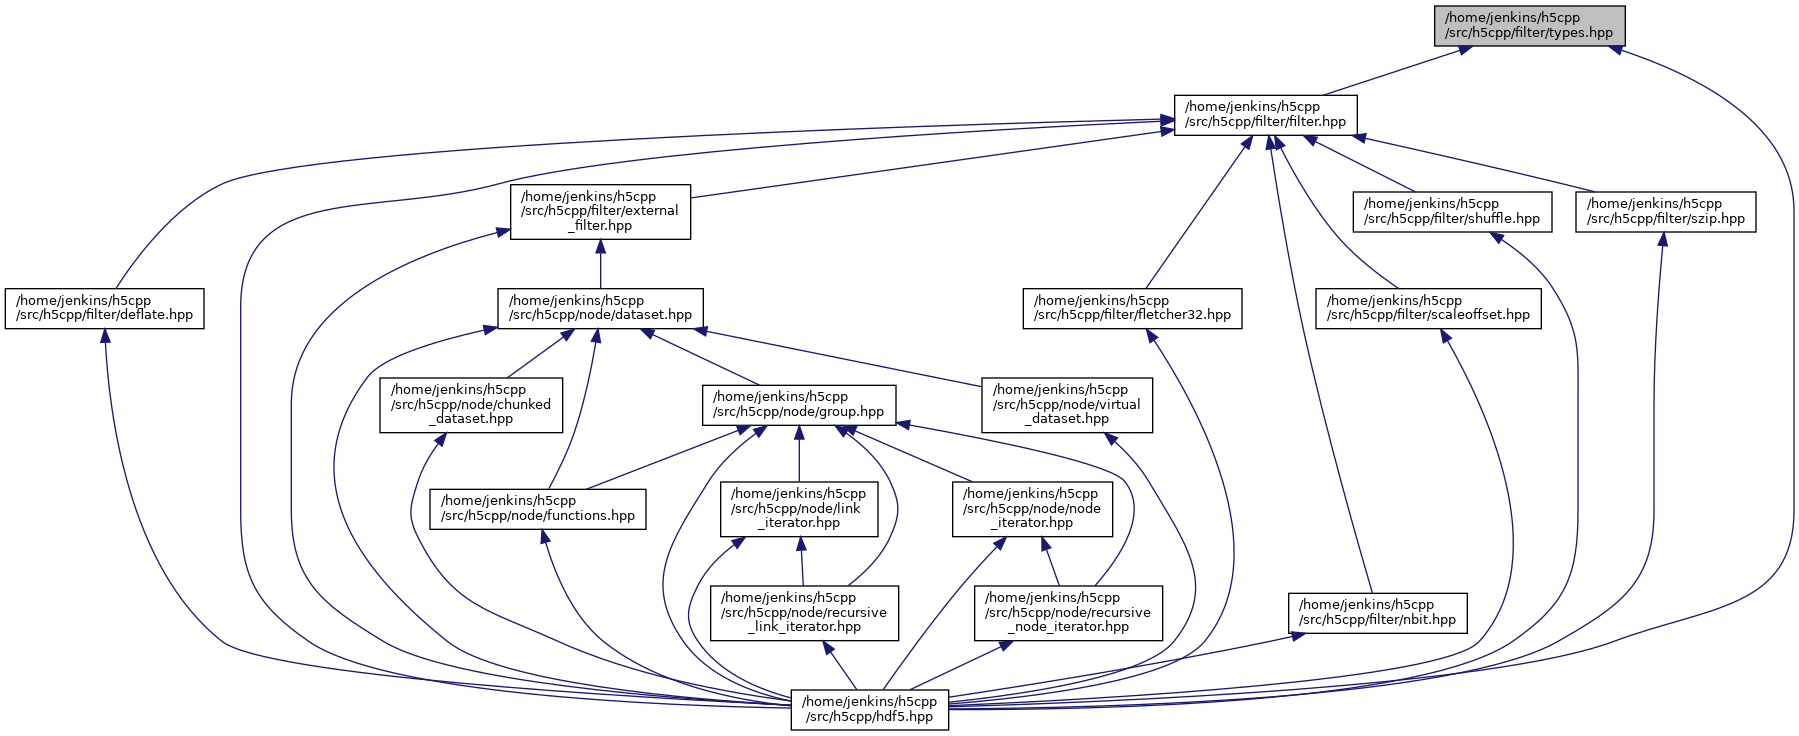 /home/jenkins/h5cpp
/src/h5cpp/filter/types.hpp
/home/jenkins/h5cpp
/src/h5cpp/filter/filter.hpp
/home/jenkins/h5cpp
/src/h5cpp/filter/external
_filter.hpp
/home/jenkins/h5cpp
/src/h5cpp/filter/shuffle.hpp
/home/jenkins/h5cpp
/src/h5cpp/filter/szip.hpp
/home/jenkins/h5cpp
/src/h5cpp/filter/deflate.hpp
/home/jenkins/h5cpp
/src/h5cpp/node/dataset.hpp
/home/jenkins/h5cpp
/src/h5cpp/filter/fletcher32.hpp
/home/jenkins/h5cpp
/src/h5cpp/filter/scaleoffset.hpp
/home/jenkins/h5cpp
/src/h5cpp/node/chunked
_dataset.hpp
/home/jenkins/h5cpp
/src/h5cpp/node/group.hpp
/home/jenkins/h5cpp
/src/h5cpp/node/virtual
_dataset.hpp
/home/jenkins/h5cpp
/src/h5cpp/node/functions.hpp
/home/jenkins/h5cpp
/src/h5cpp/node/link
_iterator.hpp
/home/jenkins/h5cpp
/src/h5cpp/node/node
_iterator.hpp
/home/jenkins/h5cpp
/src/h5cpp/node/recursive
_link_iterator.hpp
/home/jenkins/h5cpp
/src/h5cpp/node/recursive
_node_iterator.hpp
/home/jenkins/h5cpp
/src/h5cpp/filter/nbit.hpp
/home/jenkins/h5cpp
/src/h5cpp/hdf5.hpp